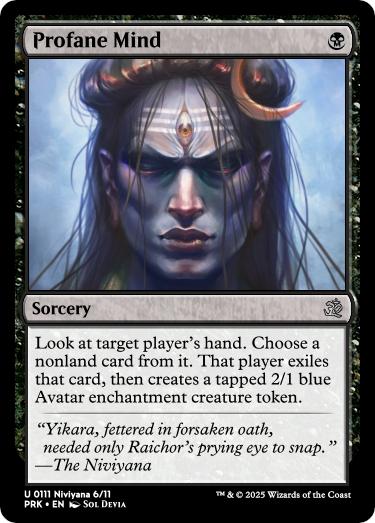 Profane Mind
Sorcery
Look at target player's hand. Choose a
nonland card from it. That player exiles
that card, then creates a tapped 2/1 blue
Avatar enchantment creature token.
“Yikara, fettered in forsaken oath,
needed only Raichor's prying eye to snap.”
—The Niviyana
U 0111 Niviyana 6/11
PRK • EN Sol Devia
™ & © 2025 Wizards of the Coast